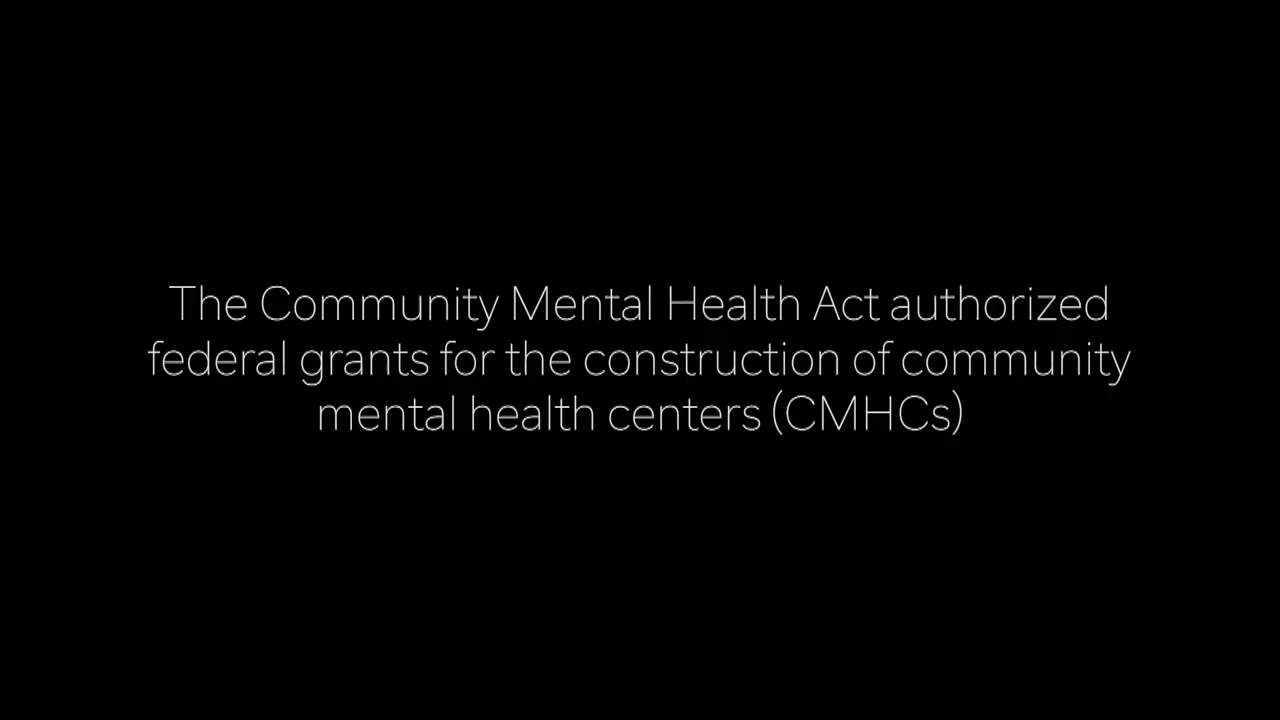 The Community Mental Health Act authorized
federal grants for the construction of community
mental health centers (CMHCs)